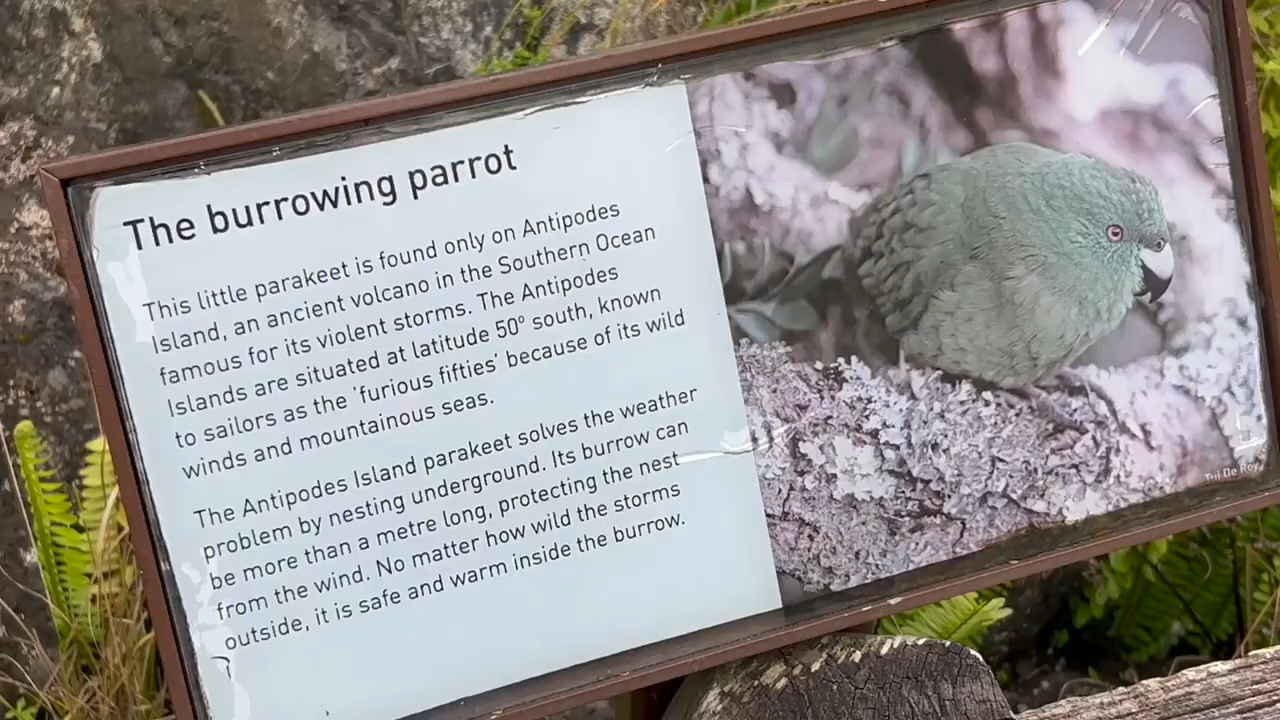 The burrowing parrot
This little parakeet is found only on Antipodes
Island, an ancient volcano in the Southern Ocean
famous for its violent storms. The Antipodes
Islands are situated at latitude 50º south, known
to sailors as the 'furious fifties' because of its wild
winds and mountainous seas.
The Antipodes Island parakeet solves the weather
problem by nesting underground. Its burrow can
be more than a metre long, protecting the nest
from the wind. No matter how wild the storms
outside, it is safe and warm inside the burrow.
Tui De Roy